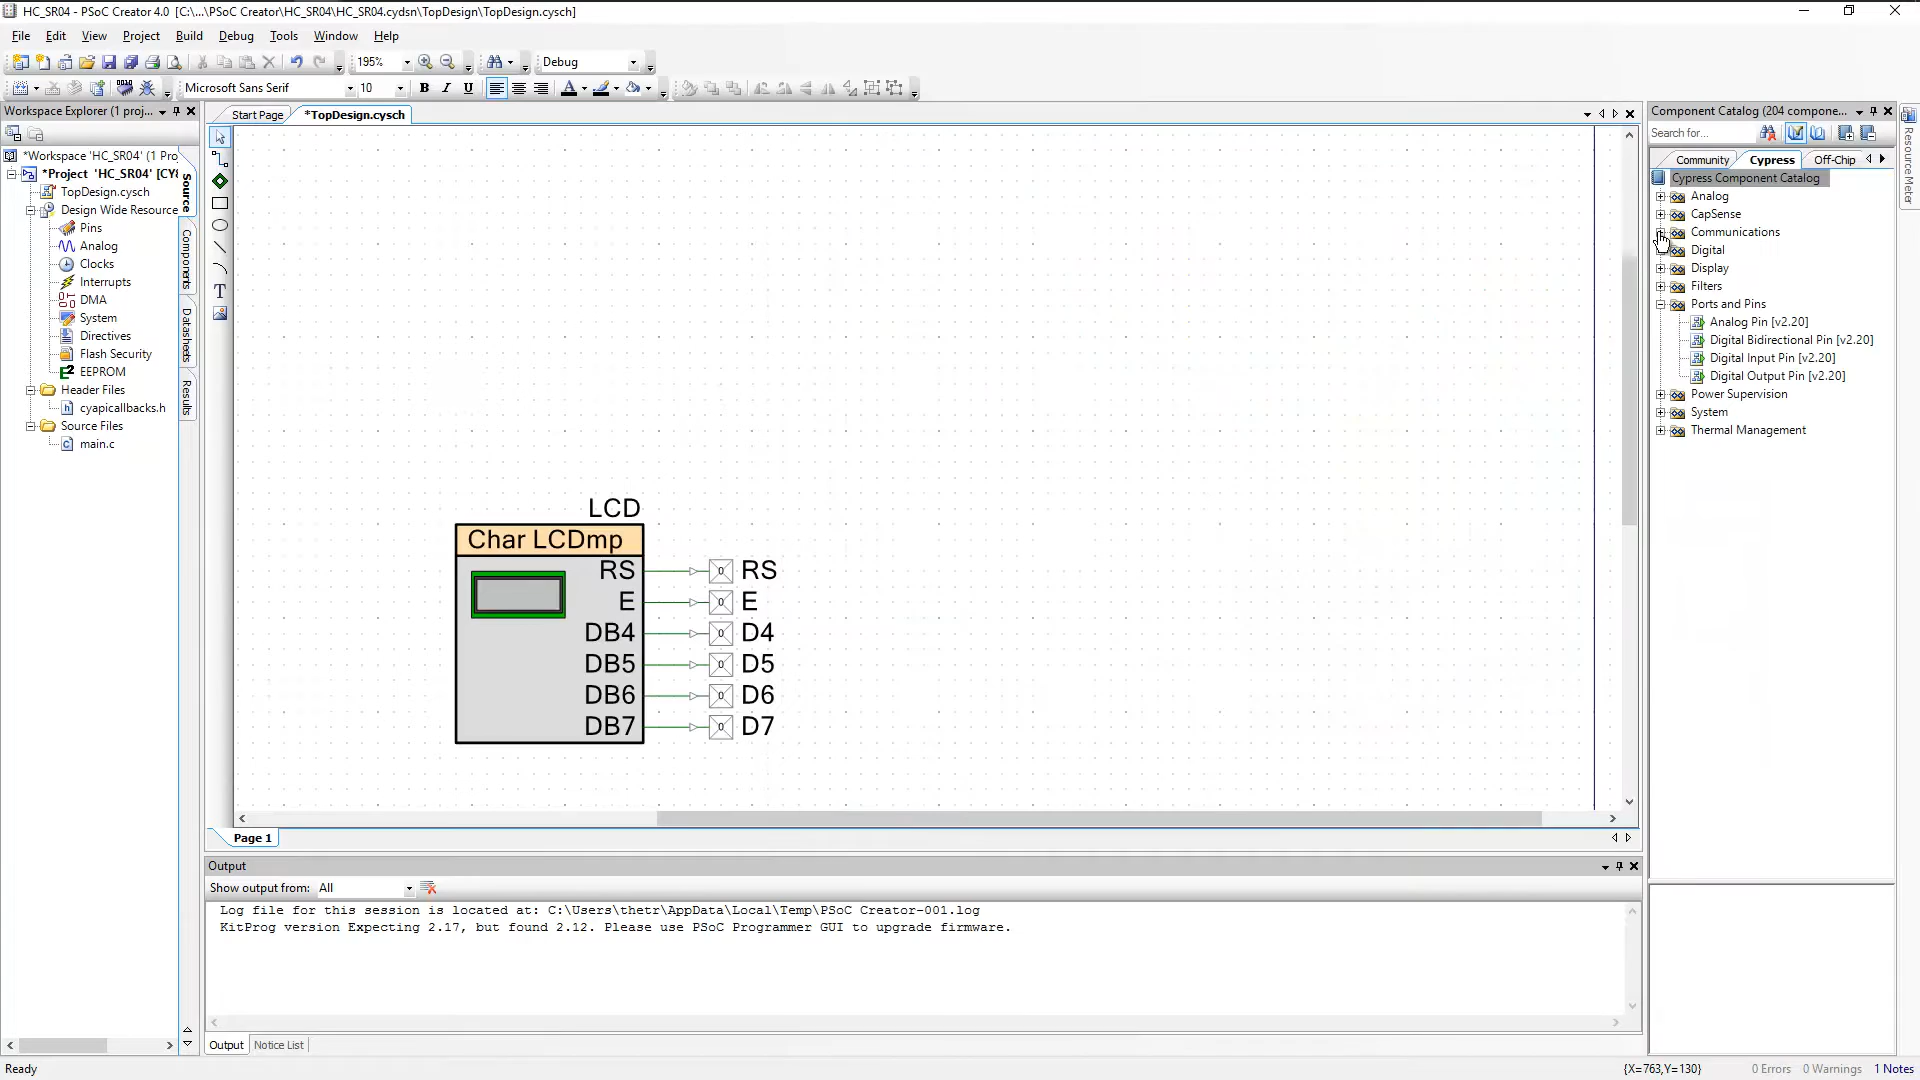 HC_SR04 - PSoC Creator 4.0 [C:\...\PSoC Creator\HC_SR04\HC_SR04.cydsn\TopDesign\TopDesign.cysch]
File Edit View Project Build Debug Tools Window Help
195% Debug
Microsoft Sans Serif 10 B I U A
Workspace Explorer (1 proj...
Start Page *TopDesign.cysch
Component Catalog (204 compone...
Search for...
*Workspace 'HC_SR04' (1 Pro
*Project 'HC_SR04' [CY8
TopDesign.cysch
Design Wide Resource
Pins
Analog
Clocks
Interrupts
DMA
System
Directives
Flash Security
EEPROM
Header Files
cyapicallbacks.h
Source Files
main.c
Source
Components
Datasheets
Results
T
LCD
Char LCDmp
RS 0 RS
E 0 E
DB4 0 D4
DB5 0 D5
DB6 0 D6
DB7 0 D7
Page 1
Community Cypress Off-Chip
Cypress Component Catalog
Analog
CapSense
Communications
Digital
Display
Filters
Ports and Pins
Analog Pin [v2.20]
Digital Bidirectional Pin [v2.20]
Digital Input Pin [v2.20]
Digital Output Pin [v2.20]
Power Supervision
System
Thermal Management
Resource Meter
Output
Show output from: All
Log file for this session is located at: C:\Users\thetr\AppData\Local\Temp\PSoC Creator-001.log
KitProg version Expecting 2.17, but found 2.12. Please use PSoC Programmer GUI to upgrade firmware.
Output Notice List
Ready {X=763,Y=130} 0 Errors 0 Warnings 1 Notes